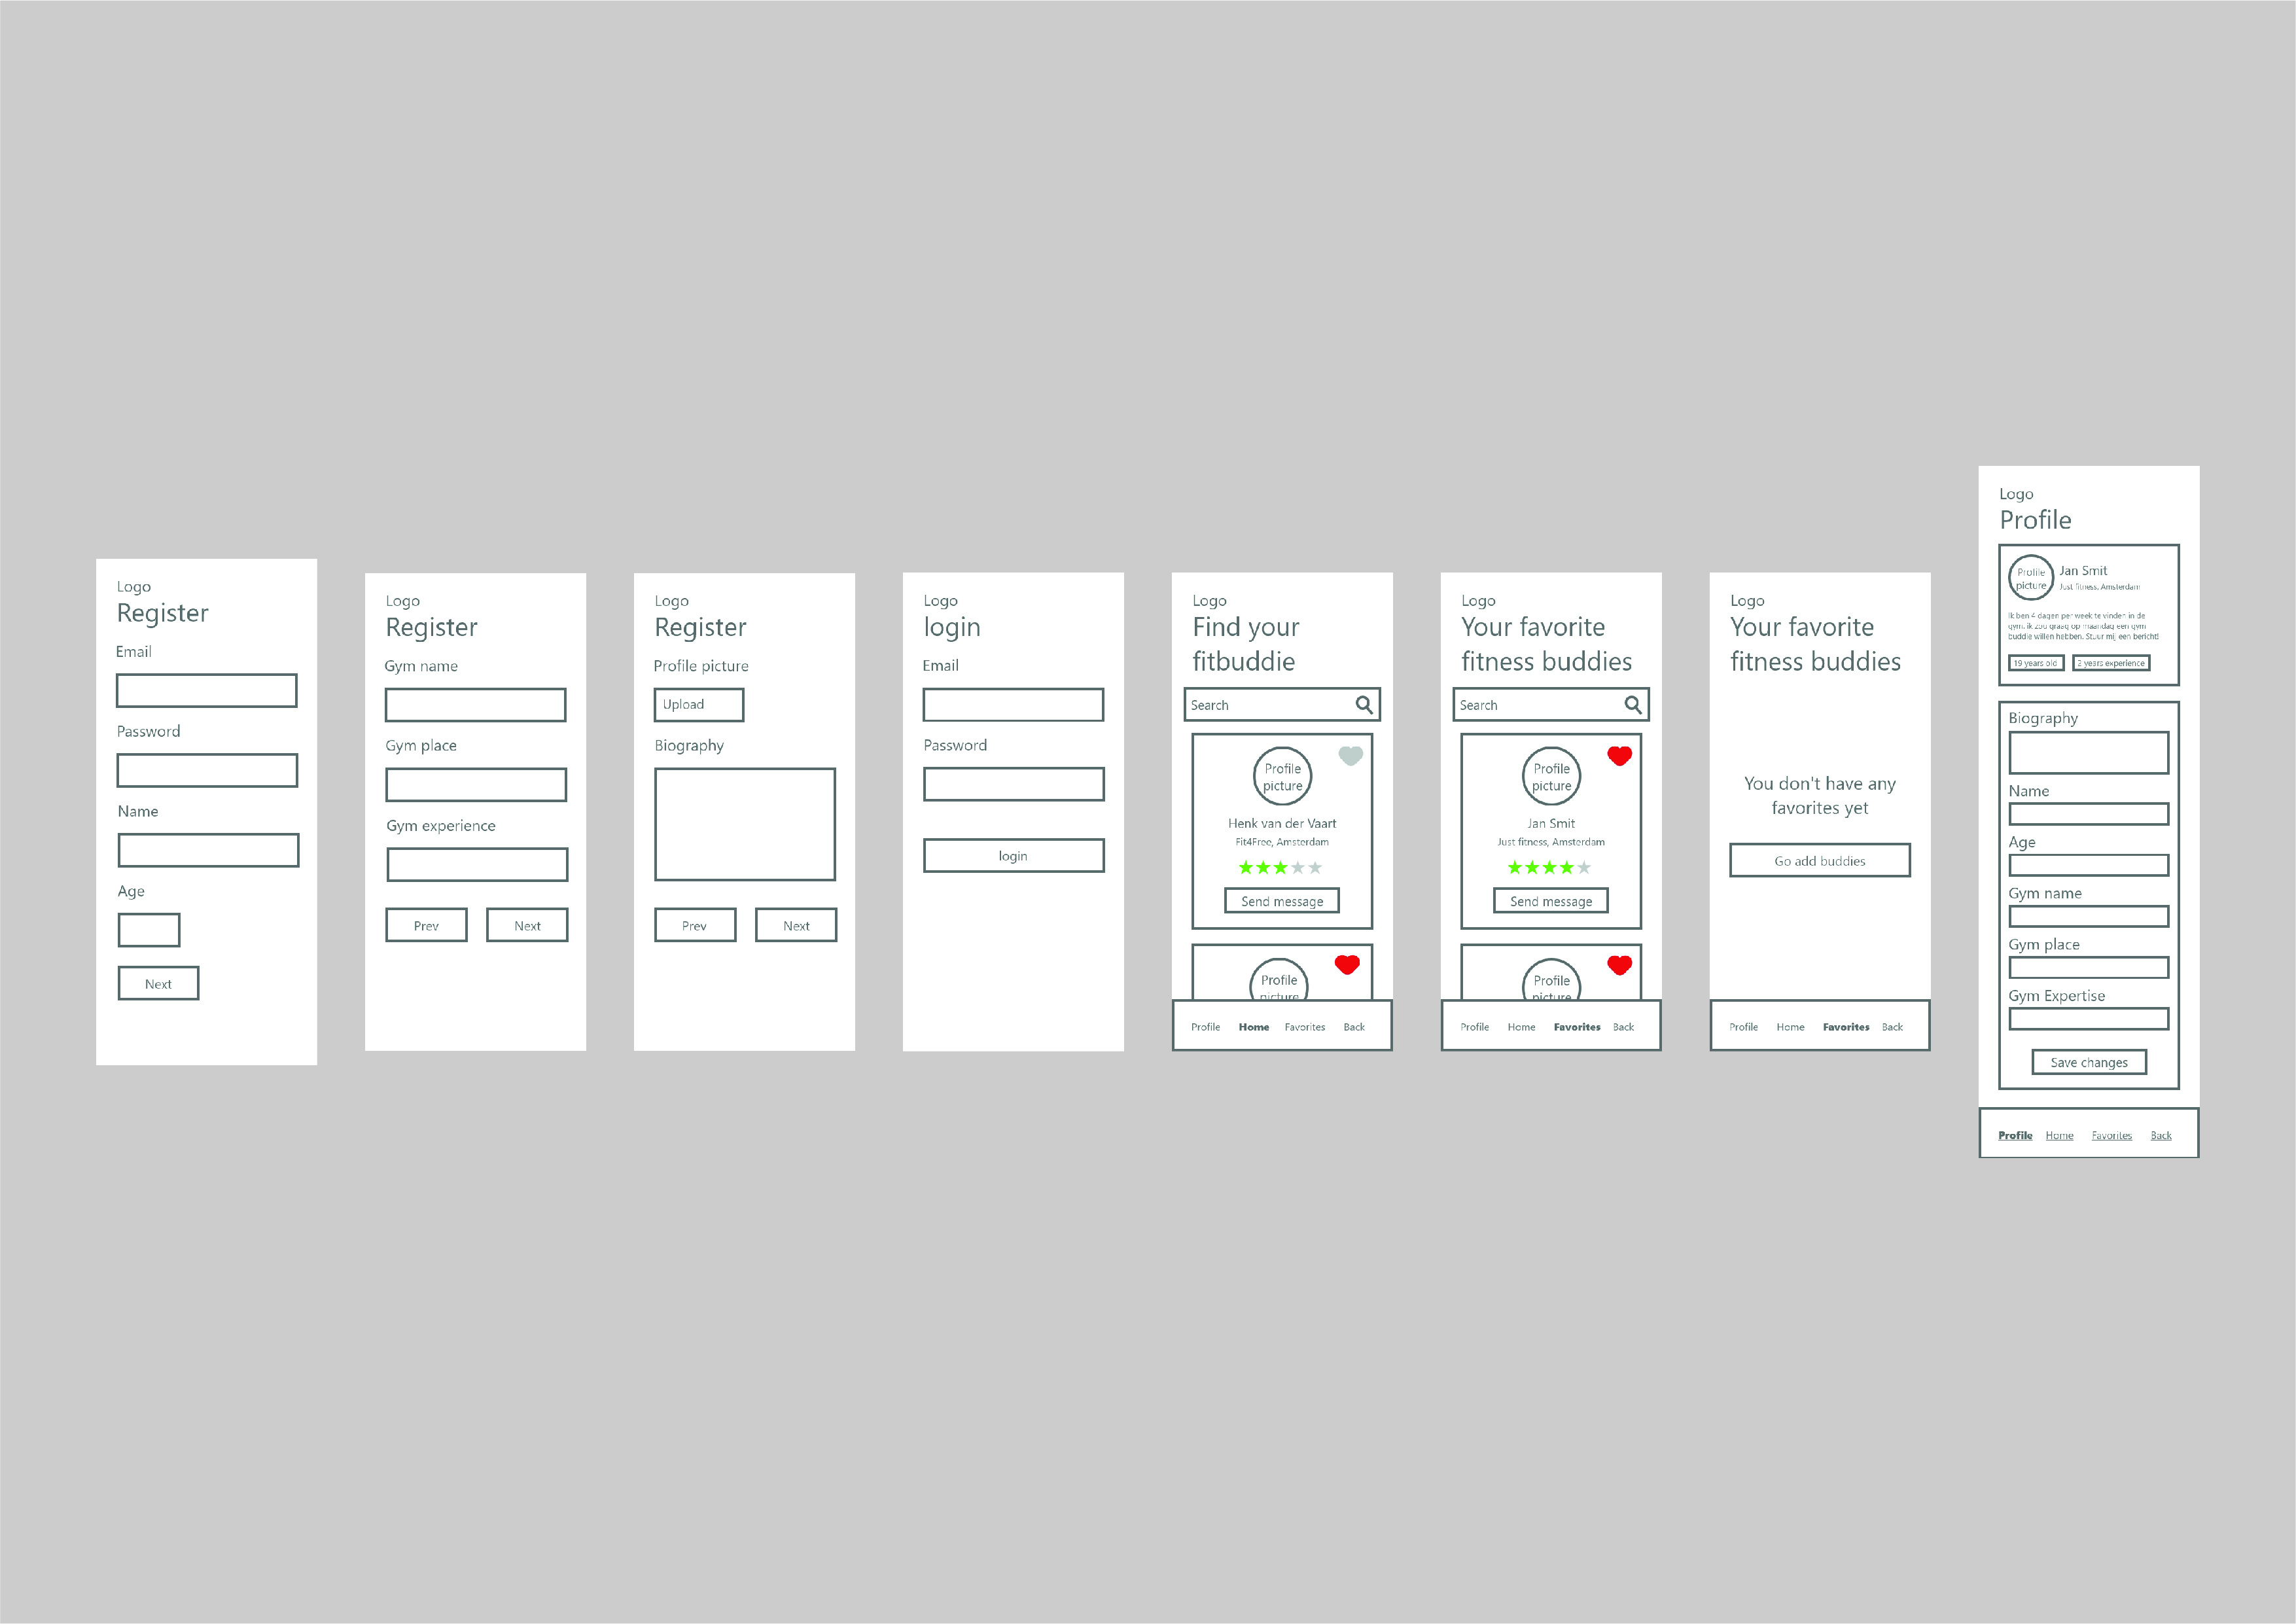 Logo
Register
Email
Password
Name
Age
Next
Logo
Register
Gym name
Gym place
Gym experience
Prev Next
Logo
Register
Profile picture
Upload
Biography
Prev Next
Logo
login
Email
Password
login
Logo
Find your
fitbuddie
Search
Profile
picture
Henk van der Vaart
Fit4Free, Amsterdam
Send message
Profile
picture
Profile Home Favorites Back
Logo
Your favorite
fitness buddies
Search
Profile
picture
Jan Smit
Just fitness, Amsterdam
Send message
Profile
picture
Profile Home Favorites Back
Logo
Your favorite
fitness buddies
You don't have any
favorites yet
Go add buddies
Profile Home Favorites Back
Logo
Profile
Profile
picture
Jan Smit
Just fitness, Amsterdam
Ik ben 4 dagen per week te vinden in de
gym, ik zou graag op maandag een gym
buddie willen hebben. Stuur mij een bericht!
19 years old 2 years experience
Biography
Name
Age
Gym name
Gym place
Gym Expertise
Save changes
Profile Home Favorites Back